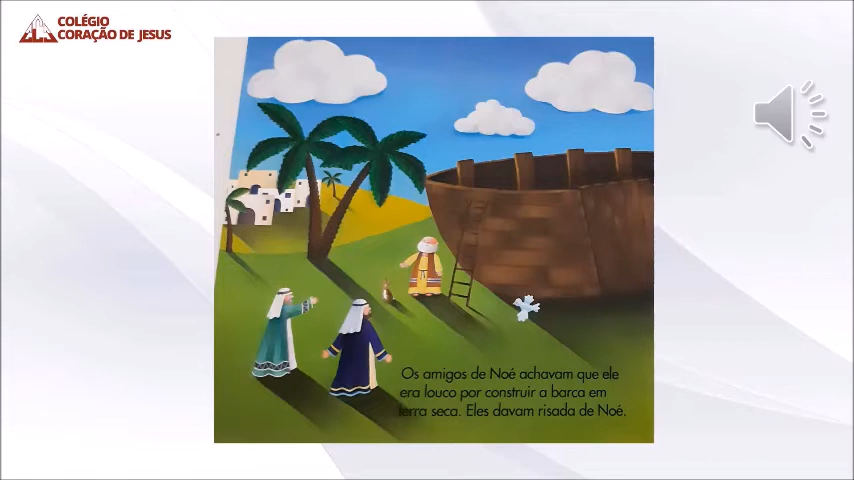 COLÉGIO
CORAÇÃO DE JESUS
Os amigos de Noé achavam que ele
era louco por construir a barca em
terra seca. Eles davam risada de Noé.